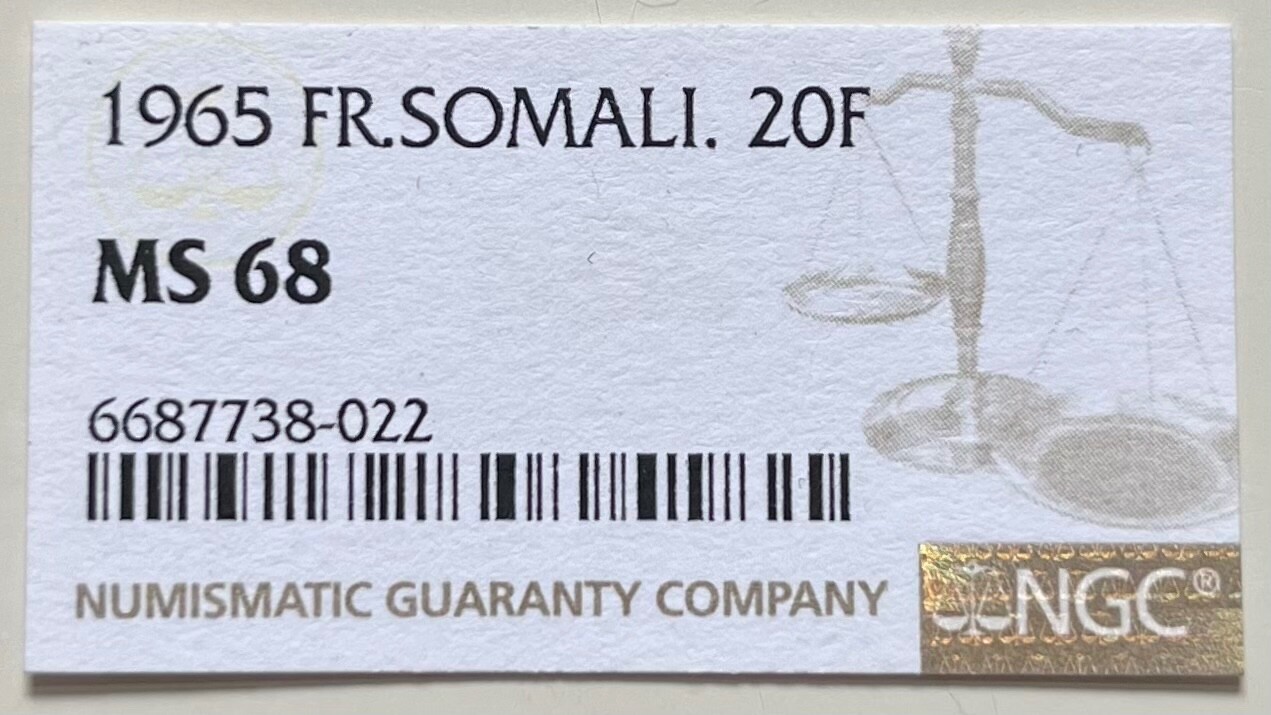 1965 FR.SOMALI. 20F
MS 68
6687738-022
NUMISMATIC GUARANTY COMPANY
NGC®